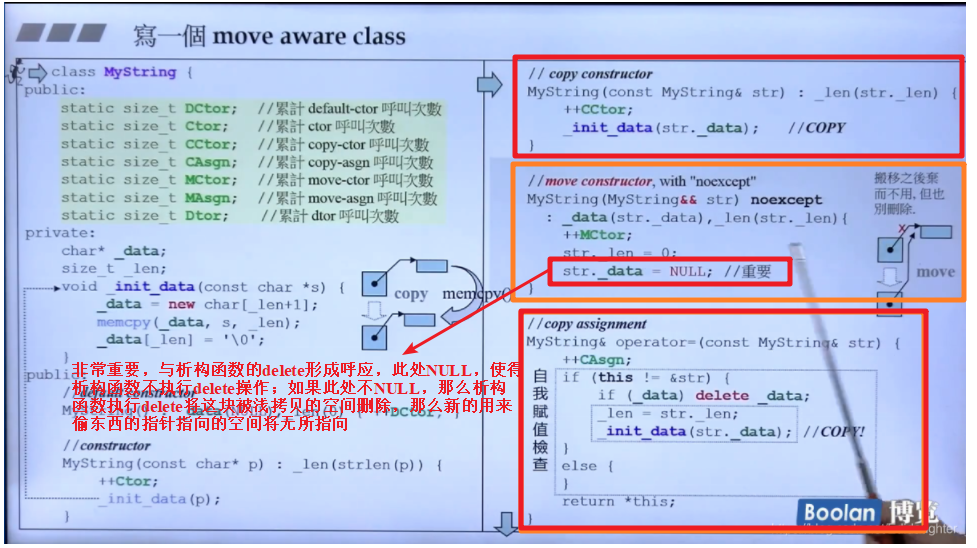 寫一個 move aware class
class MyString {
public:
static size_t DCtor; //累計 default-ctor 呼叫次數
static size_t Ctor; //累計 ctor 呼叫次數
static size_t CCtor; //累計 copy-ctor 呼叫次數
static size_t CAsgn; //累計 copy-asgn 呼叫次數
static size_t MCtor; //累計 move-ctor 呼叫次數
static size_t MAsgn; //累計 move-asgn 呼叫次數
static size_t Dtor; //累計 dtor 呼叫次數
private:
char* _data;
size_t _len;
void _init_data(const char *s) {
_data = new char[_len+1];
memcpy(_data, s, _len);
_data[_len] = '\0';
}
copy
memcpy()
非常重要，与析构函数的delete形成呼应，此处NULL，使得
析构函数不执行delete操作；如果此处不NULL，那么析构
函数执行delete将这块被浅拷贝的空间删除，那么新的用来
偷东西的指针指向的空间将无所指向
public:
//default constructor
//constructor
MyString(const char* p) : _len(strlen(p)) {
++Ctor;
_init_data(p);
}
// copy constructor
MyString(const MyString& str) : _len(str._len) {
++CCtor;
_init_data(str._data); //COPY
}
//move constructor, with "noexcept"
MyString(MyString&& str) noexcept
: _data(str._data),_len(str._len){
++MCtor;
str._len = 0;
str._data = NULL; //重要
}
搬移之後棄
而不用, 但也
別刪除.
x
move
//copy assignment
MyString& operator=(const MyString& str) {
++CAsgn;
自我賦值檢查
if (this != &str) {
if (_data) delete _data;
_len = str._len;
_init_data(str._data); //COPY!
}
else {
}
return *this;
}
Boolan 博览